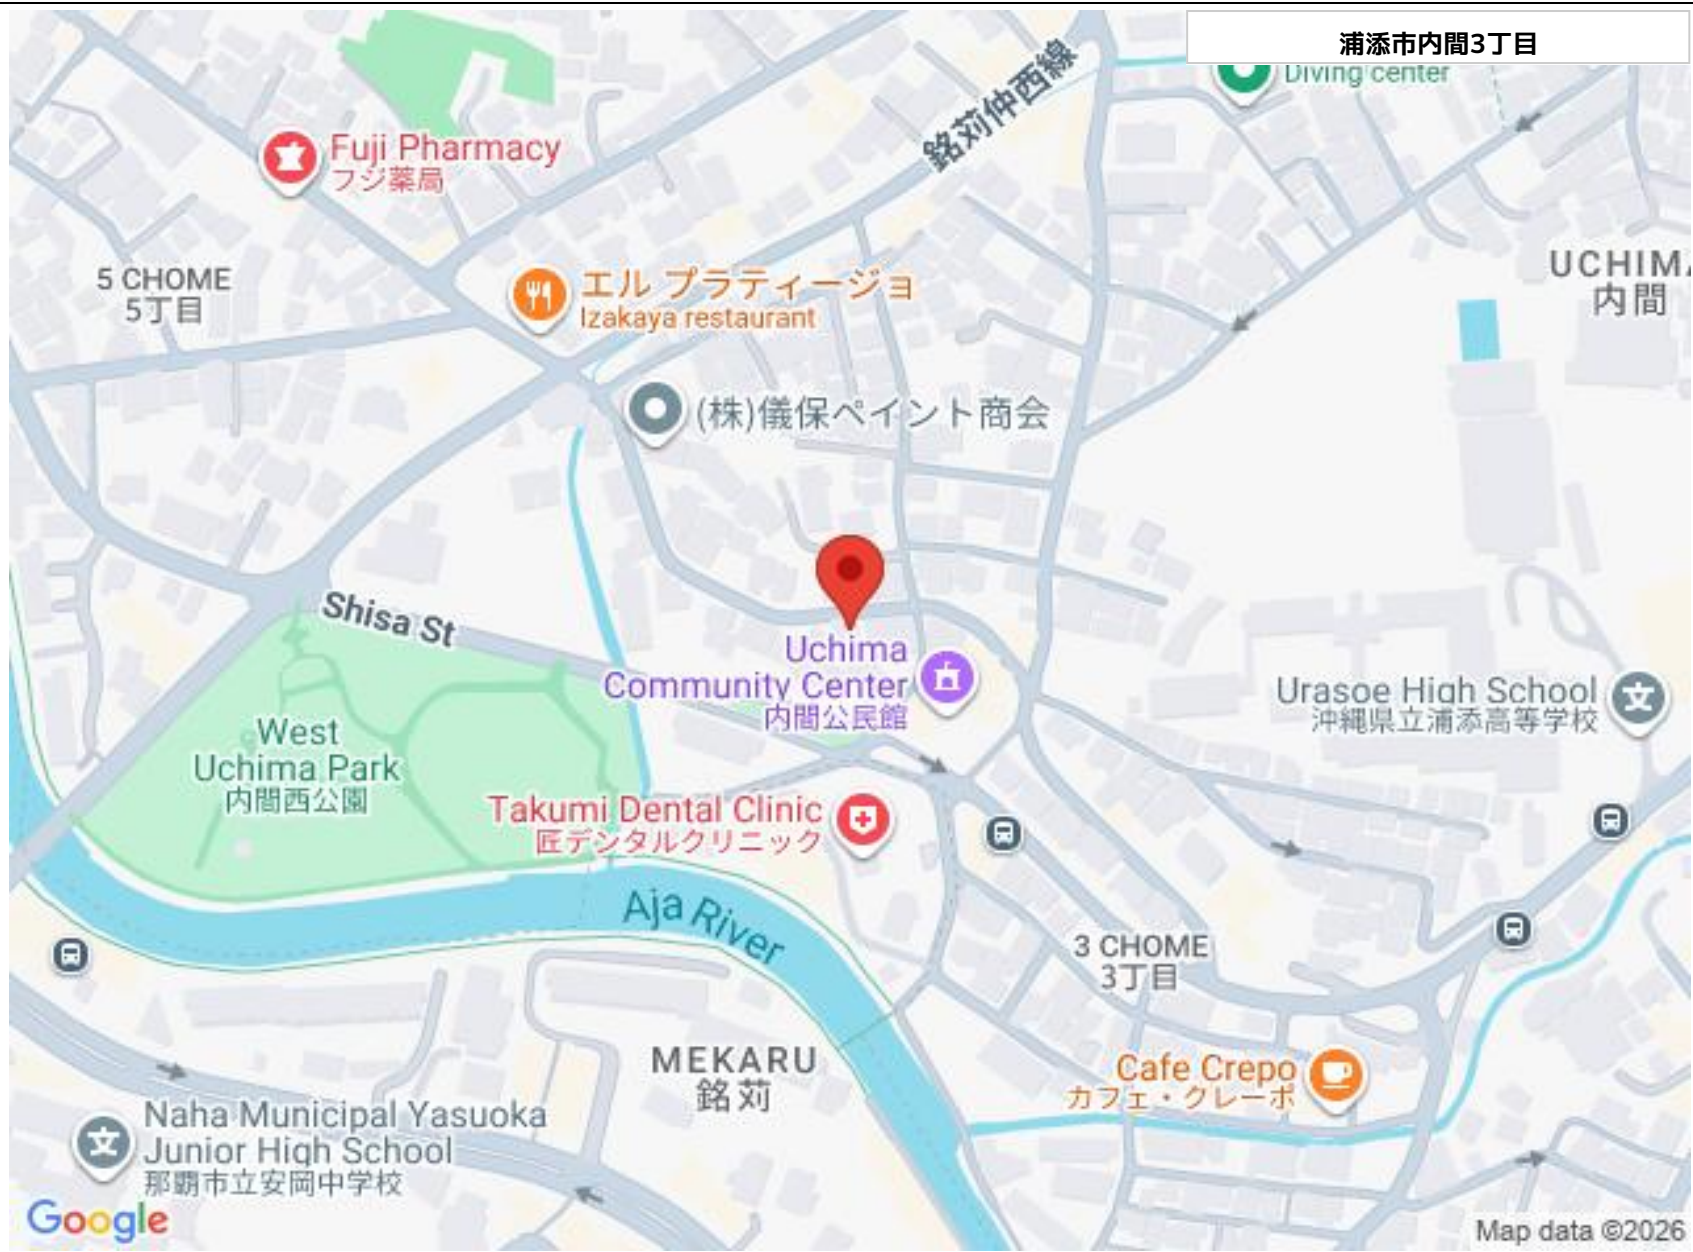 浦添市内間3丁目
Diving center
銘苅仲西線
Fuji Pharmacy
フジ薬局
5 CHOME
5丁目
エル プラティージョ
Izakaya restaurant
UCHIMA
内間
(株)儀保ペイント商会
Shisa St
Uchima
Community Center
内間公民館
Urasoe High School
沖縄県立浦添高等学校
West
Uchima Park
内間西公園
Takumi Dental Clinic
匠デンタルクリニック
Aja River
3 CHOME
3丁目
MEKARU
銘苅
Cafe Crepo
カフェ・クレーポ
Naha Municipal Yasuoka
Junior High School
那覇市立安岡中学校
Google
Map data ©2026